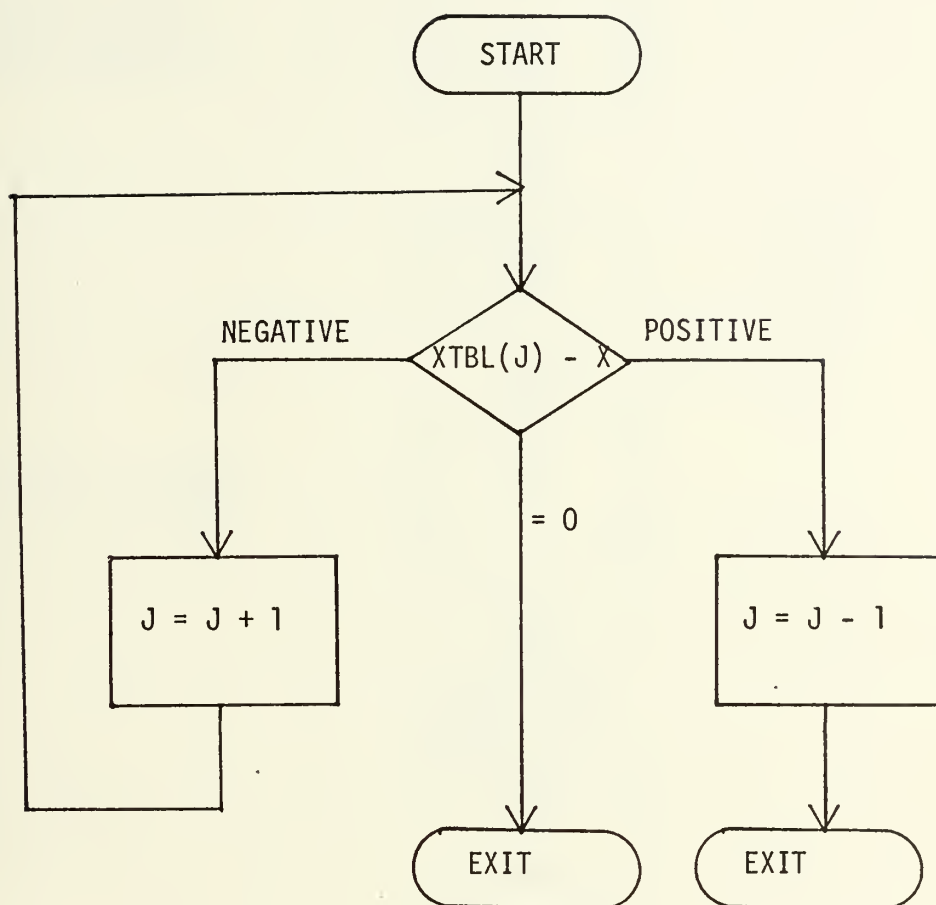 START
NEGATIVE
POSITIVE
XTBL(J) - X
= 0
J = J + 1
J = J - 1
EXIT
EXIT